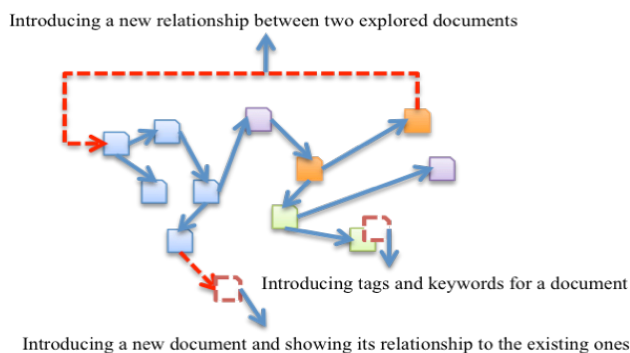 Introducing a new relationship between two explored documents
Introducing tags and keywords for a document
Introducing a new document and showing its relationship to the existing ones